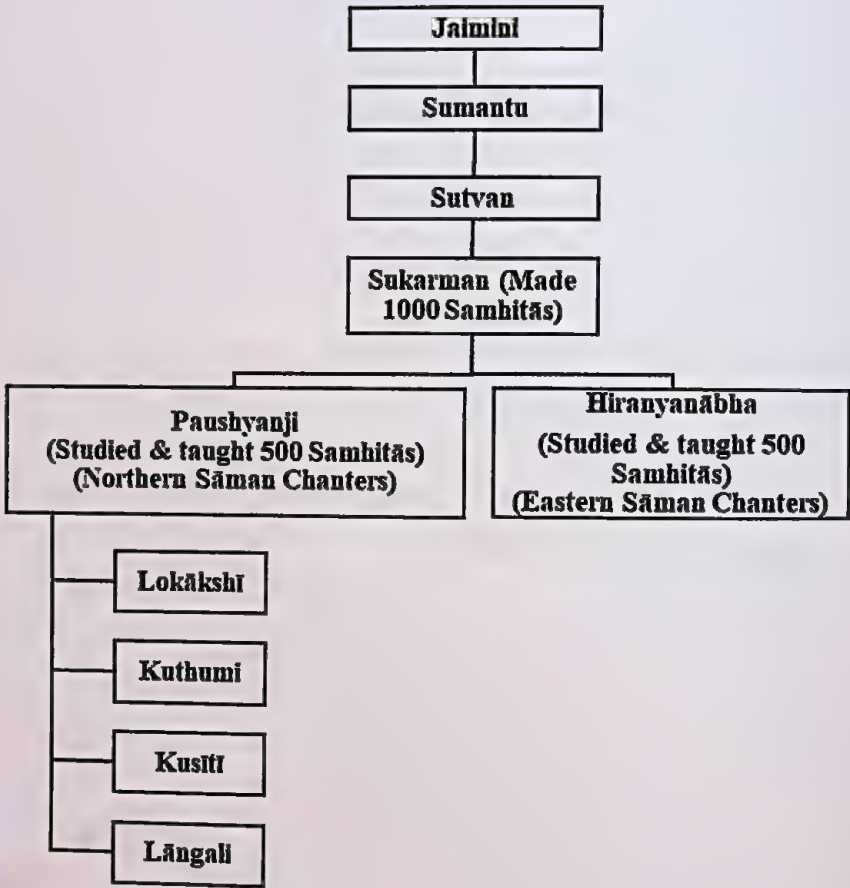 Jaimini
Sumantu
Sutvan
Sukarman (Made
1000 Samhitās)
Paushyanji
(Studied & taught 500 Samhitās)
(Northern Sāman Chanters)
Hiranyanābha
(Studied & taught 500
Samhitās)
(Eastern Sāman Chanters)
Lokākshī
Kuthumi
Kusītī
Lāngali